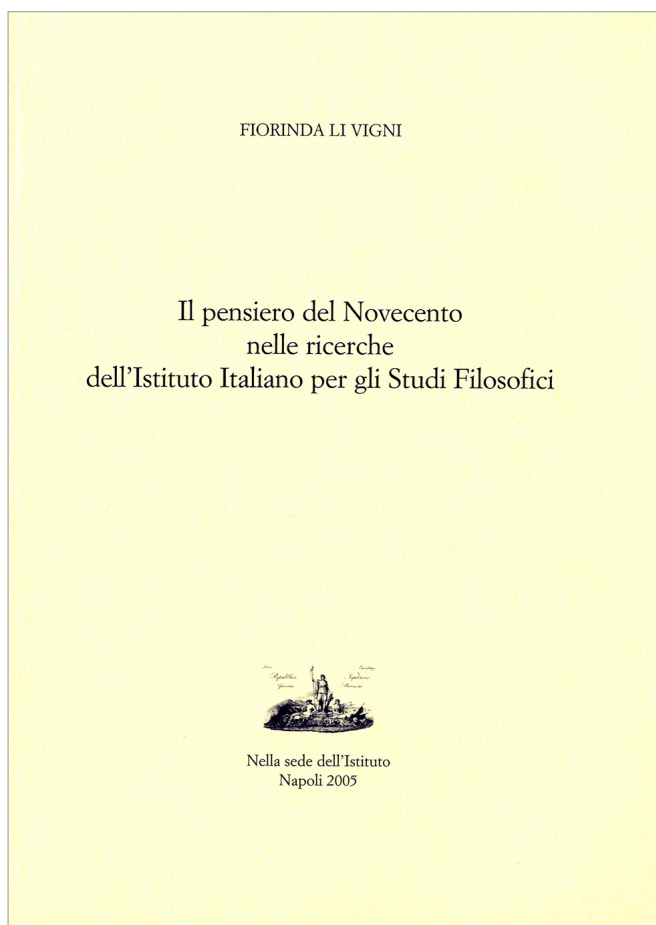 FIORINDA LI VIGNI
Il pensiero del Novecento
nelle ricerche
dell'Istituto Italiano per gli Studi Filosofici
Nella sede dell'Istituto
Napoli 2005